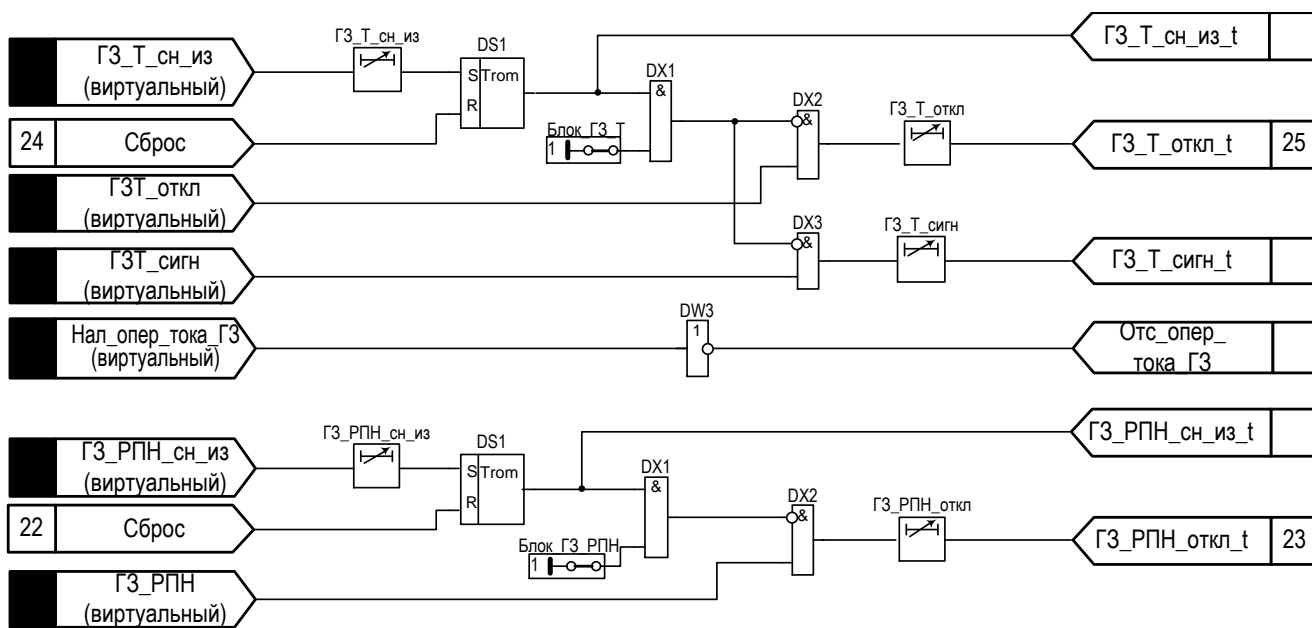 ГЗ_Т_сн_из
(виртуальный)
ГЗ_Т_сн_из
DS1
S
Trom
R
ГЗ_Т_сн_из_t
24
Сброс
DX1
&
Блок_ГЗ_Т
1
DX2
&
ГЗ_Т_откл
ГЗ_Т_откл_t
25
ГЗТ_откл
(виртуальный)
DX3
&
ГЗ_Т_сигн
ГЗ_Т_сигн_t
ГЗТ_сигн
(виртуальный)
Нал_опер_тока_ГЗ
(виртуальный)
DW3
1
Отс_опер_
тока_ГЗ
ГЗ_РПН_сн_из
(виртуальный)
ГЗ_РПН_сн_из
DS1
S
Trom
R
ГЗ_РПН_сн_из_t
22
Сброс
DX1
&
Блок_ГЗ_РПН
1
DX2
&
ГЗ_РПН_откл
ГЗ_РПН_откл_t
23
ГЗ_РПН
(виртуальный)